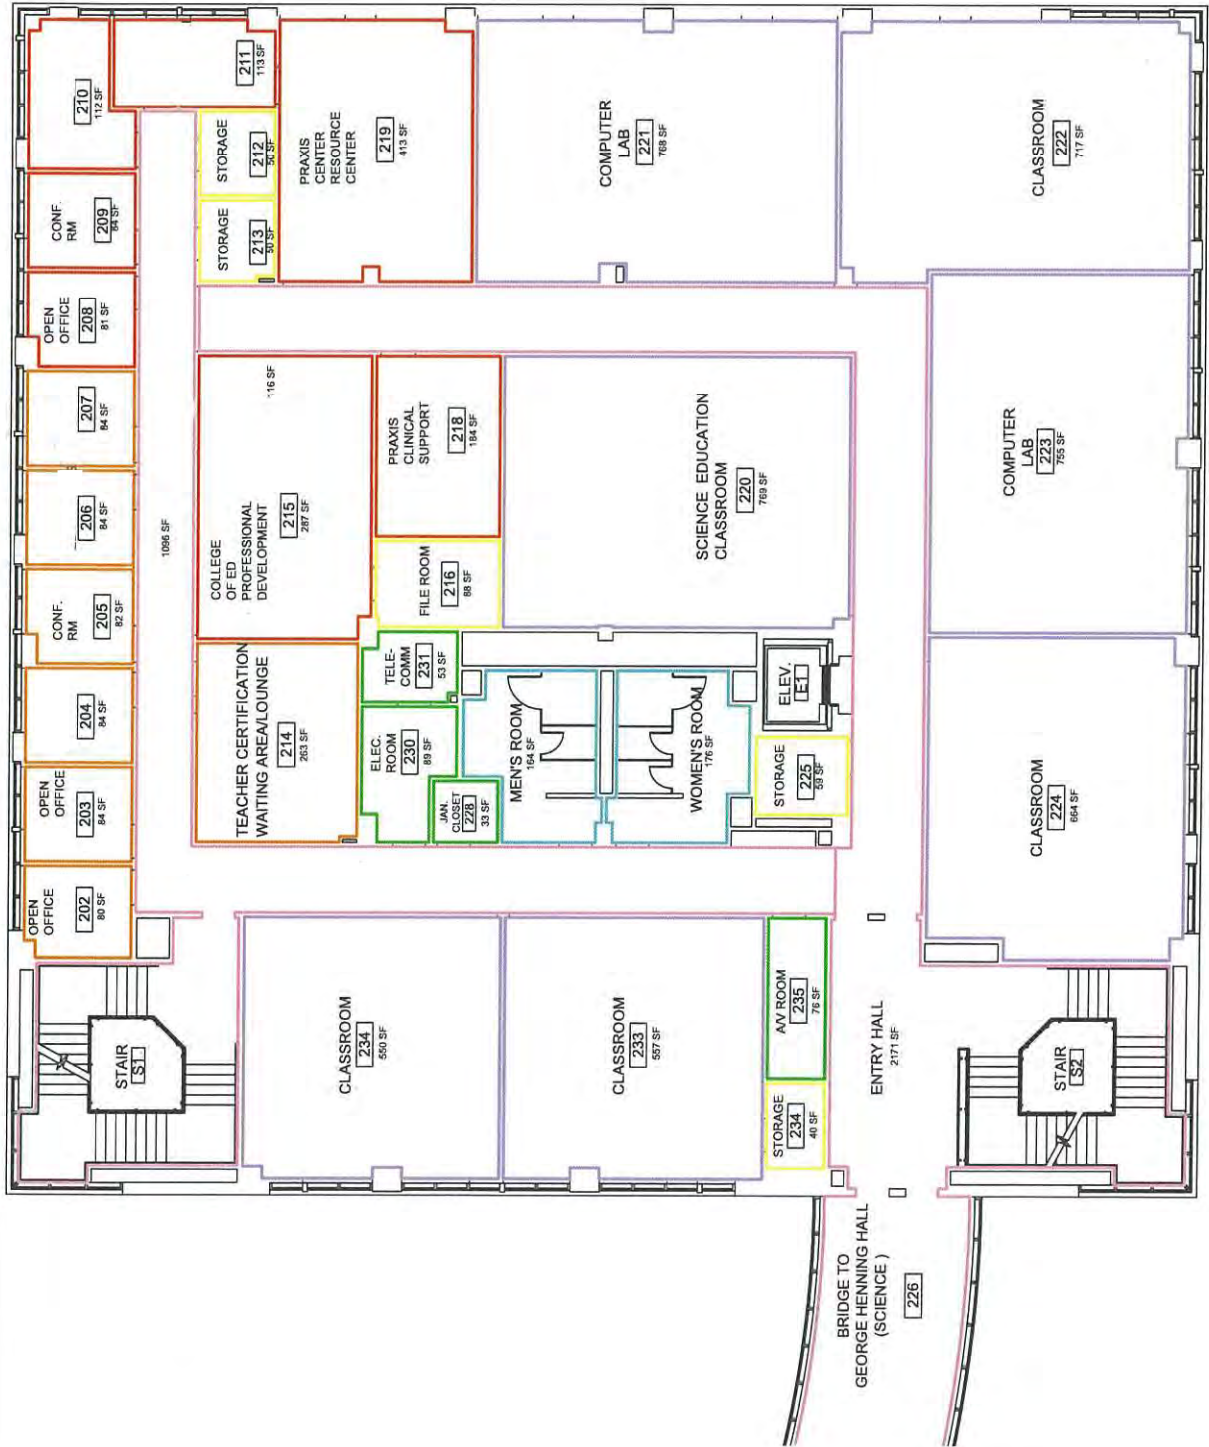 210
112 SF
211
113 SF
CONF.
RM
209
84 SF
STORAGE
212
50 SF
STORAGE
213
50 SF
PRAXIS
CENTER
RESOURCE
CENTER
219
413 SF
COMPUTER
LAB
221
768 SF
CLASSROOM
222
717 SF
OPEN
OFFICE
208
81 SF
207
84 SF
206
84 SF
CONF.
RM
205
82 SF
204
84 SF
OPEN
OFFICE
203
84 SF
OPEN
OFFICE
202
80 SF
1096 SF
116 SF
COLLEGE
OF ED
PROFESSIONAL
DEVELOPMENT
215
287 SF
PRAXIS
CLINICAL
SUPPORT
218
184 SF
FILE ROOM
216
88 SF
SCIENCE EDUCATION
CLASSROOM
220
769 SF
COMPUTER
LAB
223
755 SF
TEACHER CERTIFICATION
WAITING AREA/LOUNGE
214
263 SF
TELE-
COMM
231
53 SF
ELEC.
ROOM
230
89 SF
JAN.
CLOSET
228
33 SF
MEN'S ROOM
164 SF
WOMEN'S ROOM
176 SF
ELEV.
E1
STORAGE
225
59 SF
CLASSROOM
224
664 SF
STAIR
S1
CLASSROOM
234
550 SF
CLASSROOM
233
557 SF
A/V ROOM
235
76 SF
STORAGE
234
40 SF
ENTRY HALL
2171 SF
STAIR
S2
BRIDGE TO
GEORGE HENNING HALL
(SCIENCE )
226